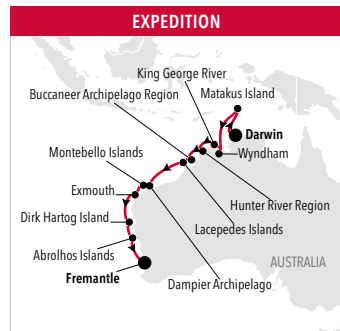 EXPEDITION
King George River
Matakus Island
Buccaneer Archipelago Region
Darwin
Montebello Islands
Wyndham
Exmouth
Hunter River Region
Dirk Hartog Island
Lacepedes Islands
Abrolhos Islands
AUSTRALIA
Fremantle
Dampier Archipelago